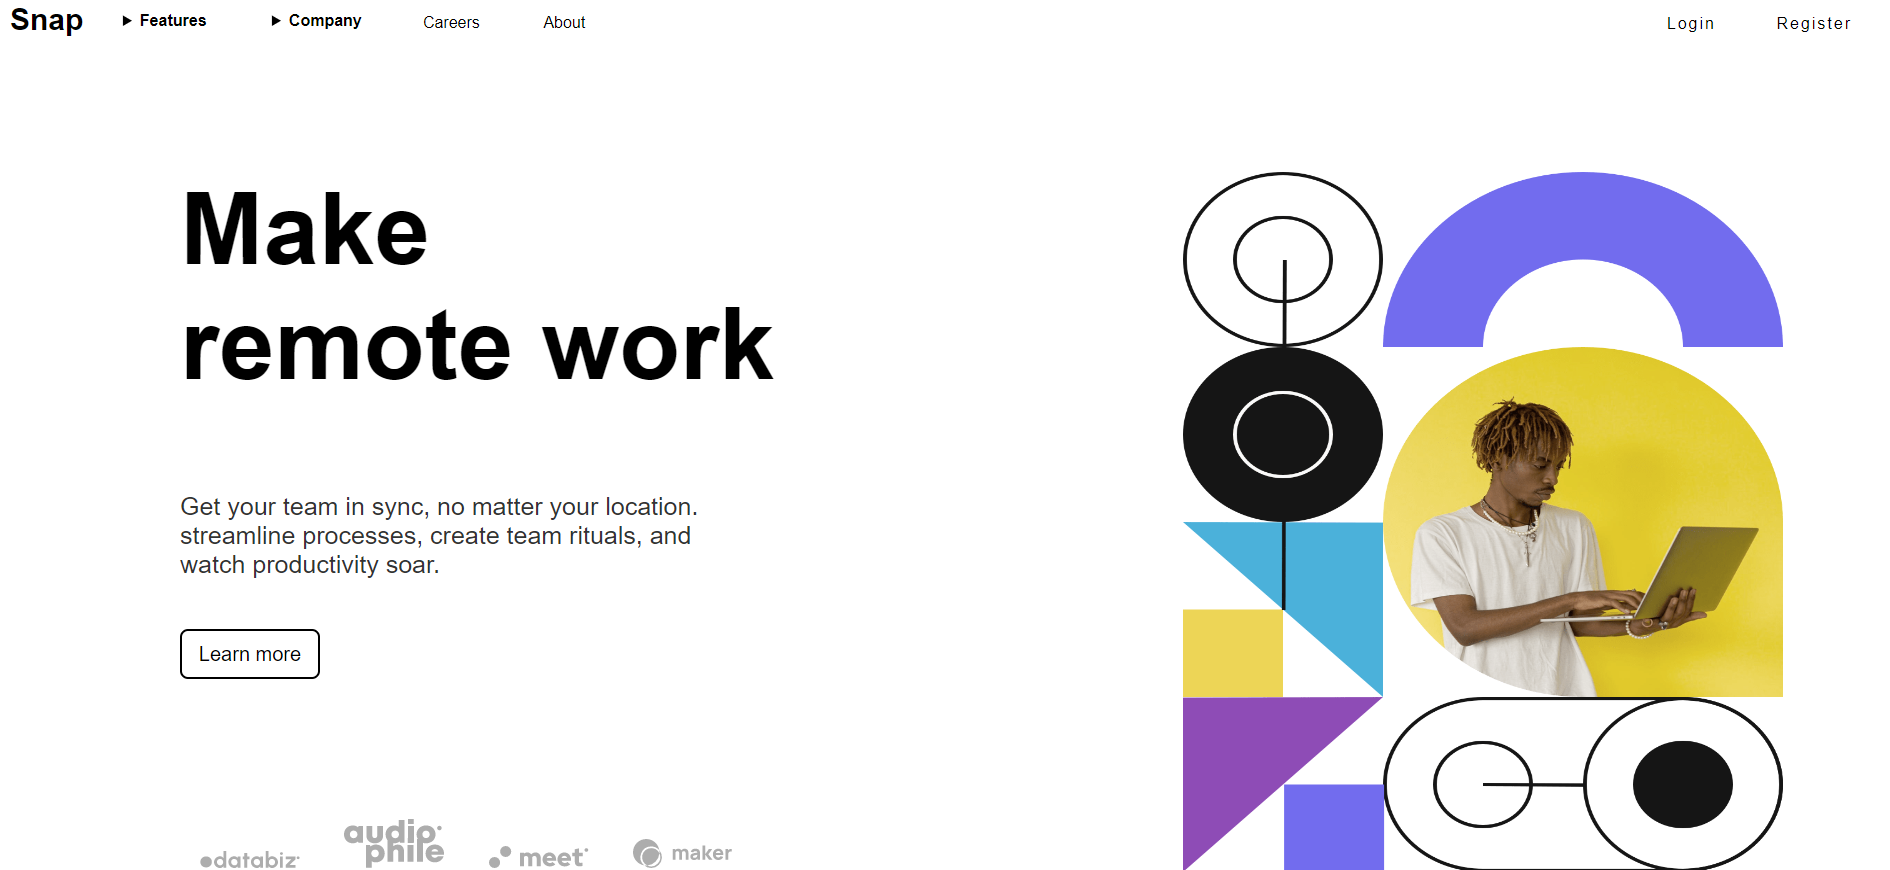 Snap
Features
Company
Careers
About
Login
Register
Make
remote work
Get your team in sync, no matter your location.
streamline processes, create team rituals, and
watch productivity soar.
Learn more
databiz
audio
phile
meet
maker